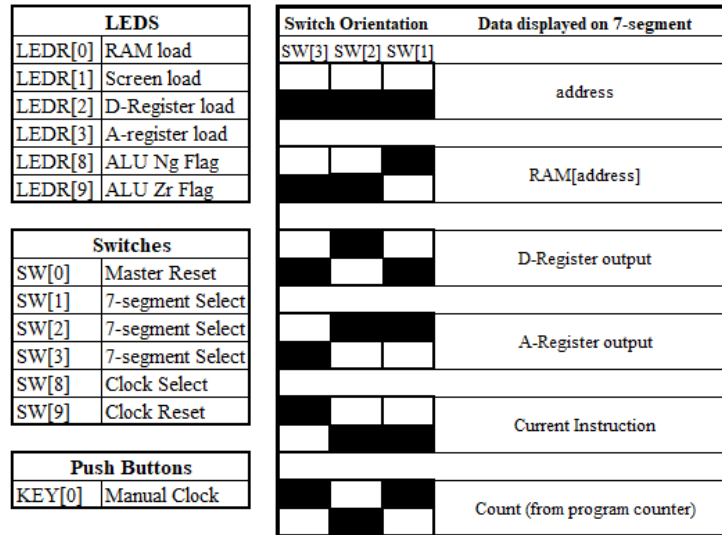 LEDS
LEDR[0] RAM load
LEDR[1] Screen load
LEDR[2] D-Register load
LEDR[3] A-register load
LEDR[8] ALU Ng Flag
LEDR[9] ALU Zr Flag
Switches
SW[0] Master Reset
SW[1] 7-segment Select
SW[2] 7-segment Select
SW[3] 7-segment Select
SW[8] Clock Select
SW[9] Clock Reset
Push Buttons
KEY[0] Manual Clock
Switch Orientation Data displayed on 7-segment
SW[3] SW[2] SW[1]
address
RAM[address]
D-Register output
A-Register output
Current Instruction
Count (from program counter)